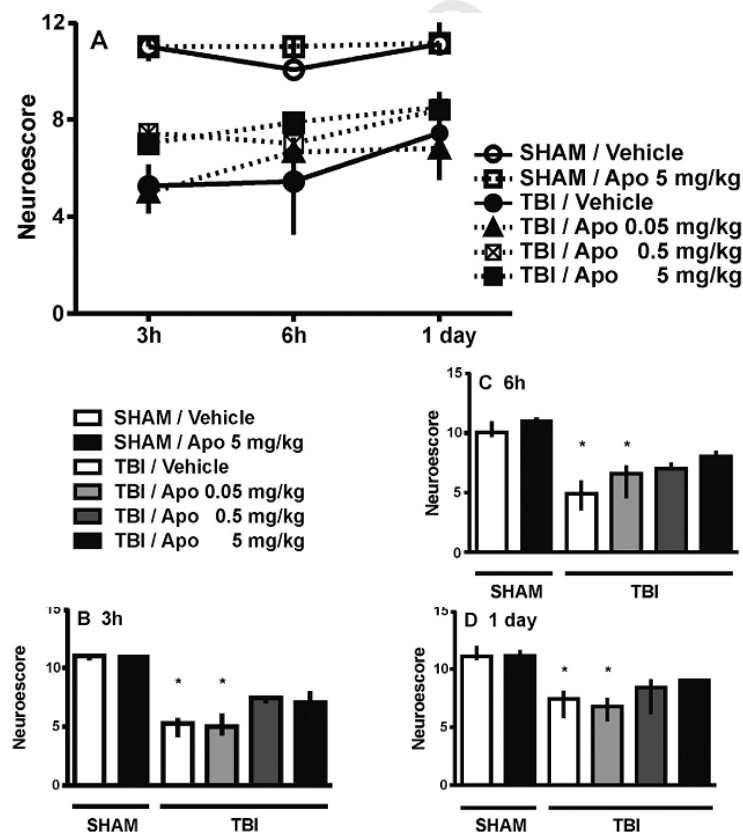 12
A
8
4
0
Neuroescore
3h 6h 1 day
SHAM / Vehicle
SHAM / Apo 5 mg/kg
TBI / Vehicle
TBI / Apo 0.05 mg/kg
TBI / Apo 0.5 mg/kg
TBI / Apo 5 mg/kg
SHAM / Vehicle
SHAM / Apo 5 mg/kg
TBI / Vehicle
TBI / Apo 0.05 mg/kg
TBI / Apo 0.5 mg/kg
TBI / Apo 5 mg/kg
15
C 6h
10
* *
5
0
Neuroescore
SHAM TBI
15
B 3h
10
* *
5
0
Neuroescore
SHAM TBI
15
D 1 day
10
* *
5
0
Neuroescore
SHAM TBI